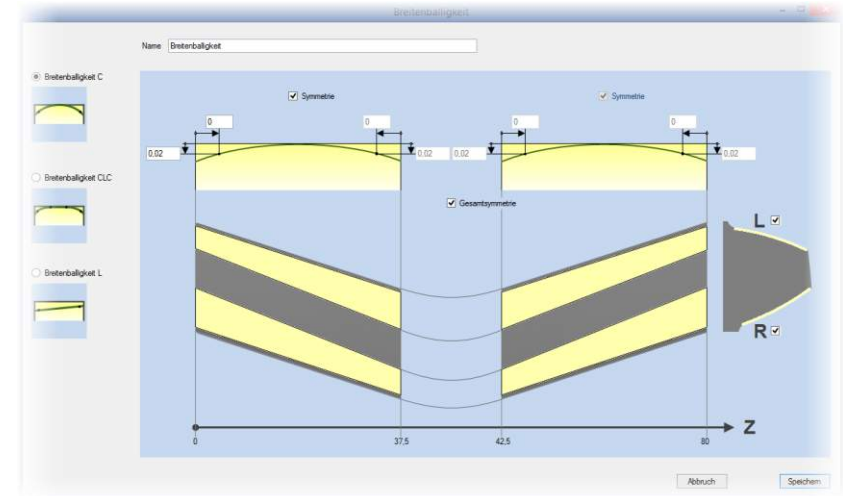 Breitenballigkeit
Name Breitenballigkeit
Breitenballigkeit C
Symmetrie Symmetrie
0 0 0 0
0,02 0,02 0,02 0,02
Breitenballigkeit CLC
Gesamtsymmetrie
L
Breitenballigkeit L
R
Z
0 37,5 42,5 80
Abbruch Speichern